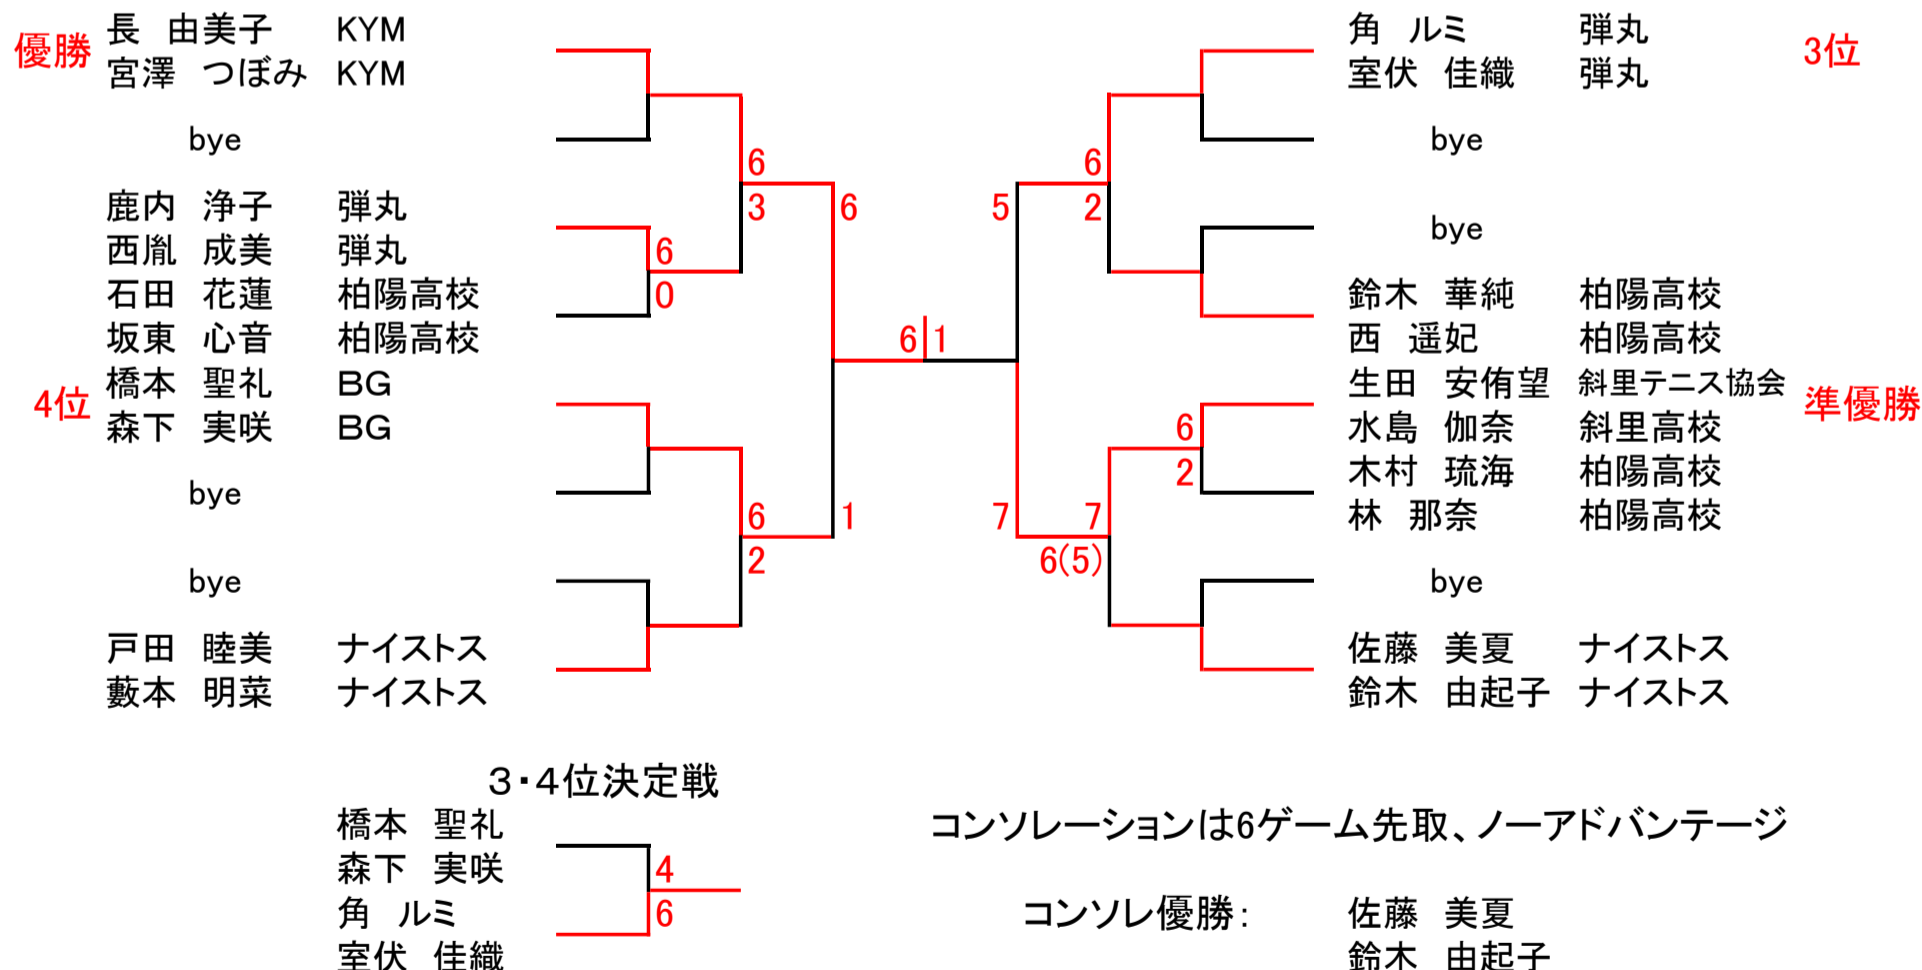 優勝
長 由美子 KYM
宮澤 つぼみ KYM
bye
鹿内 浄子 弾丸
西胤 成美 弾丸
石田 花蓮 柏陽高校
坂東 心音 柏陽高校
4位
橋本 聖礼 BG
森下 実咲 BG
bye
bye
戸田 睦美 ナイストス
藪本 明菜 ナイストス
6
0
6
3
6
2
6
1
6 1
5
7
6
2
7
6(5)
6
2
角 ルミ 弾丸
室伏 佳織 弾丸
3位
bye
bye
鈴木 華純 柏陽高校
西 遥妃 柏陽高校
生田 安侑望 斜里テニス協会
水島 伽奈 斜里高校
準優勝
木村 琉海 柏陽高校
林 那奈 柏陽高校
bye
佐藤 美夏 ナイストス
鈴木 由起子 ナイストス
3・4位決定戦
橋本 聖礼
森下 実咲
角 ルミ
室伏 佳織
4
6
コンソレーションは6ゲーム先取、ノーアドバンテージ
コンソレ優勝: 佐藤 美夏
鈴木 由起子